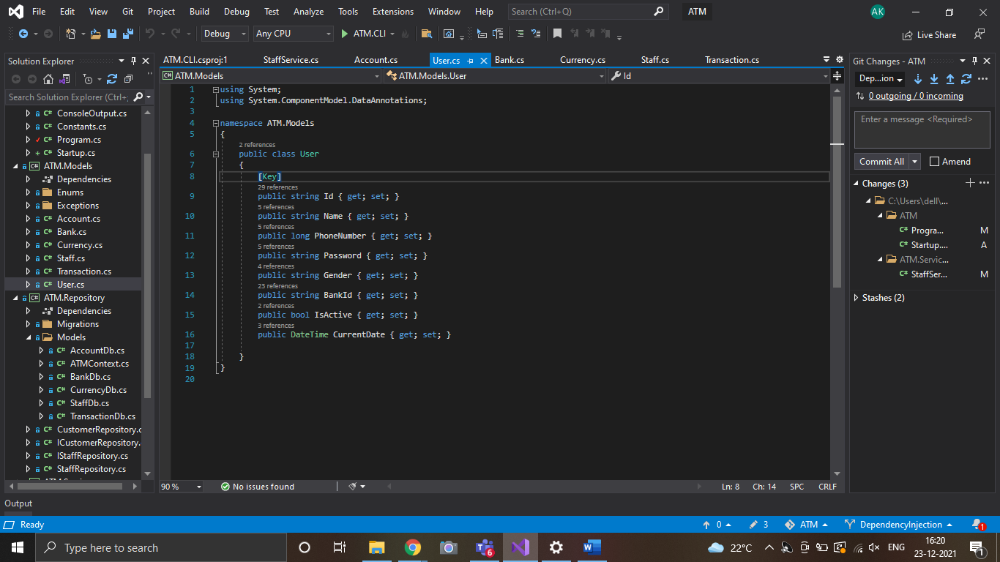 File Edit View Git Project Build Debug Test Analyze Tools Extensions Window Help Search (Ctrl+Q) ATM AK
Debug Any CPU ATM.CLI Live Share
Solution Explorer
Search Solution Explorer (Ctrl+;
ConsoleOutput.cs
Constants.cs
Program.cs
Startup.cs
ATM.Models
Dependencies
Enums
Exceptions
Account.cs
Bank.cs
Currency.cs
Staff.cs
Transaction.cs
User.cs
ATM.Repository
Dependencies
Migrations
Models
AccountDb.cs
ATMContext.cs
BankDb.cs
CurrencyDb.cs
StaffDb.cs
TransactionDb.cs
CustomerRepository.c
ICustomerRepository.
IStaffRepository.cs
StaffRepository.cs
ATM.CLI.csproj:1 StaffService.cs Account.cs User.cs Bank.cs Currency.cs Staff.cs Transaction.cs
ATM.Models ATM.Models.User Id
1 using System;
2 using System.ComponentModel.DataAnnotations;
3
4 namespace ATM.Models
5 {
2 references
6 public class User
7 {
8 [Key]
29 references
9 public string Id { get; set; }
5 references
10 public string Name { get; set; }
5 references
11 public long PhoneNumber { get; set; }
5 references
12 public string Password { get; set; }
4 references
13 public string Gender { get; set; }
23 references
14 public string BankId { get; set; }
2 references
15 public bool IsActive { get; set; }
3 references
16 public DateTime CurrentDate { get; set; }
17
18 }
19 }
20
90 % No issues found Ln: 8 Ch: 14 SPC CRLF
Git Changes - ATM
Dep...ion
0 outgoing / 0 incoming
Enter a message <Required>
Commit All Amend
Changes (3)
C:\Users\dell\...
ATM
Progra... M
Startup.... A
ATM.Servic...
StaffSer... M
Stashes (2)
Output
Ready 0 3 ATM DependencyInjection 1
Type here to search 6 22°C ENG 16:20
23-12-2021 1